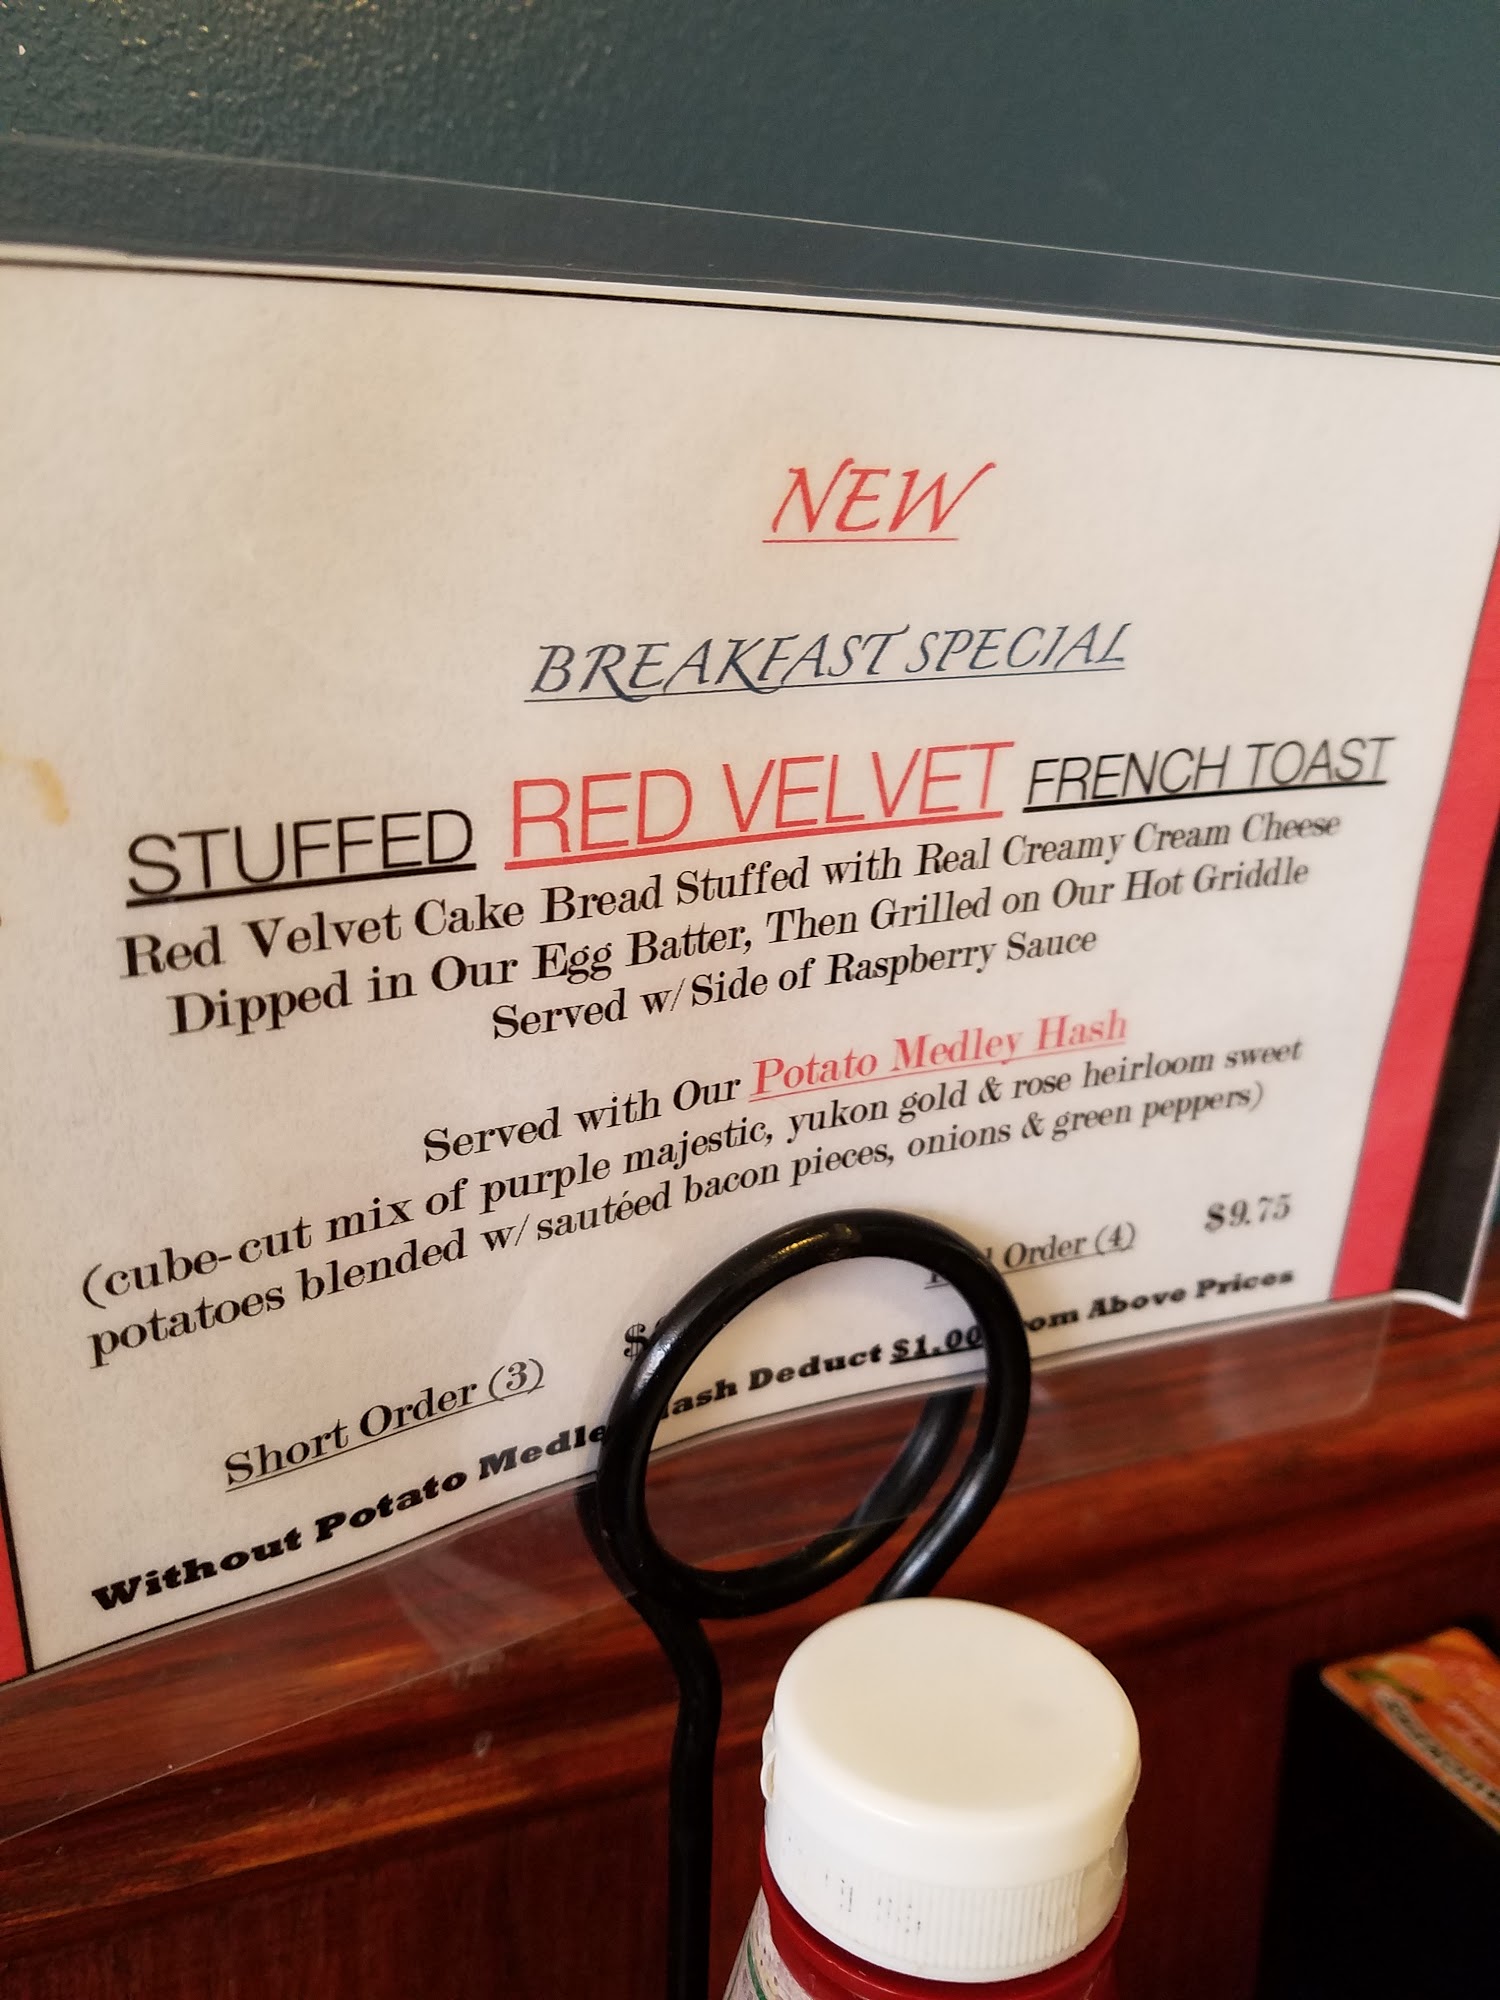 NEW
BREAKFAST SPECIAL
STUFFED RED VELVET FRENCH TOAST
Red Velvet Cake Bread Stuffed with Real Creamy Cream Cheese
Dipped in Our Egg Batter, Then Grilled on Our Hot Griddle
Served w/Side of Raspberry Sauce
Served with Our Potato Medley Hash
(cube-cut mix of purple majestic, yukon gold & rose heirloom sweet
potatoes blended w/sautéed bacon pieces, onions & green peppers)
Short Order (3) Order (4) $9.75
Without Potato Deduct $1.00 Above Prices